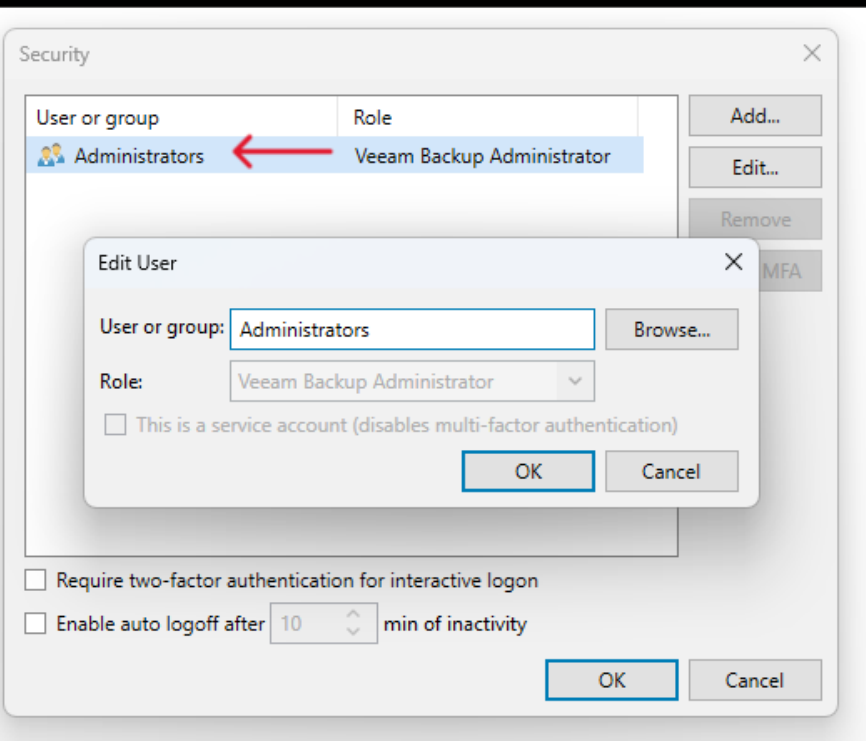 Security
User or group Role
Add...
Administrators Veeam Backup Administrator
Edit...
Remove
Edit User
MFA
User or group: Administrators Browse...
Role: Veeam Backup Administrator
This is a service account (disables multi-factor authentication)
OK Cancel
Require two-factor authentication for interactive logon
Enable auto logoff after 10 min of inactivity
OK Cancel